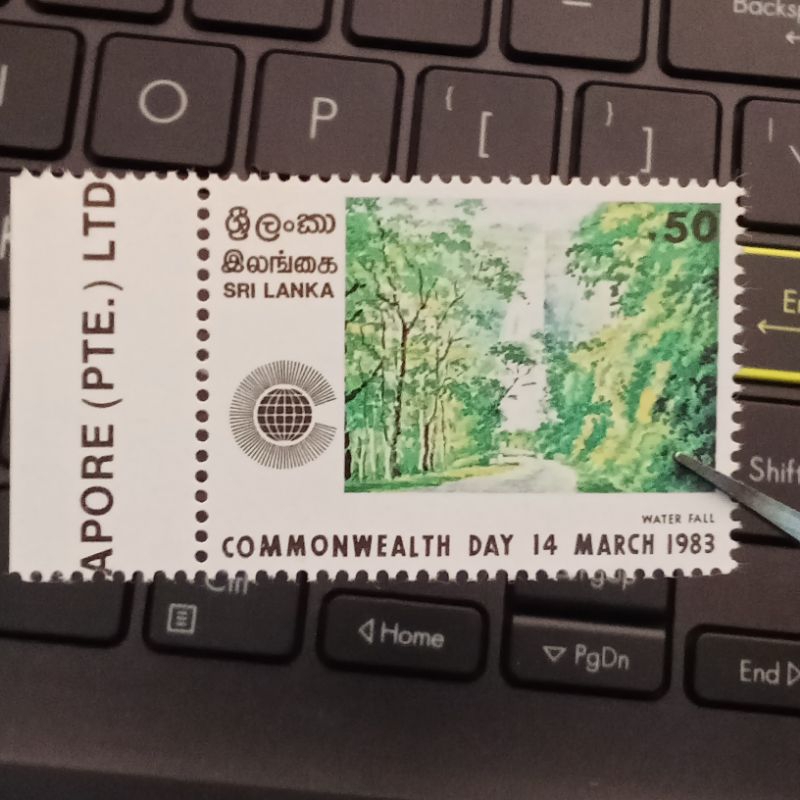 Backsp
O
P
{
[
}
]
APORE (PTE.) LTD
ශ්‍රී ලංකා
இலங்கை
SRI LANKA
.50
WATER FALL
COMMONWEALTH DAY 14 MARCH 1983
Shift
Home
PgDn
End